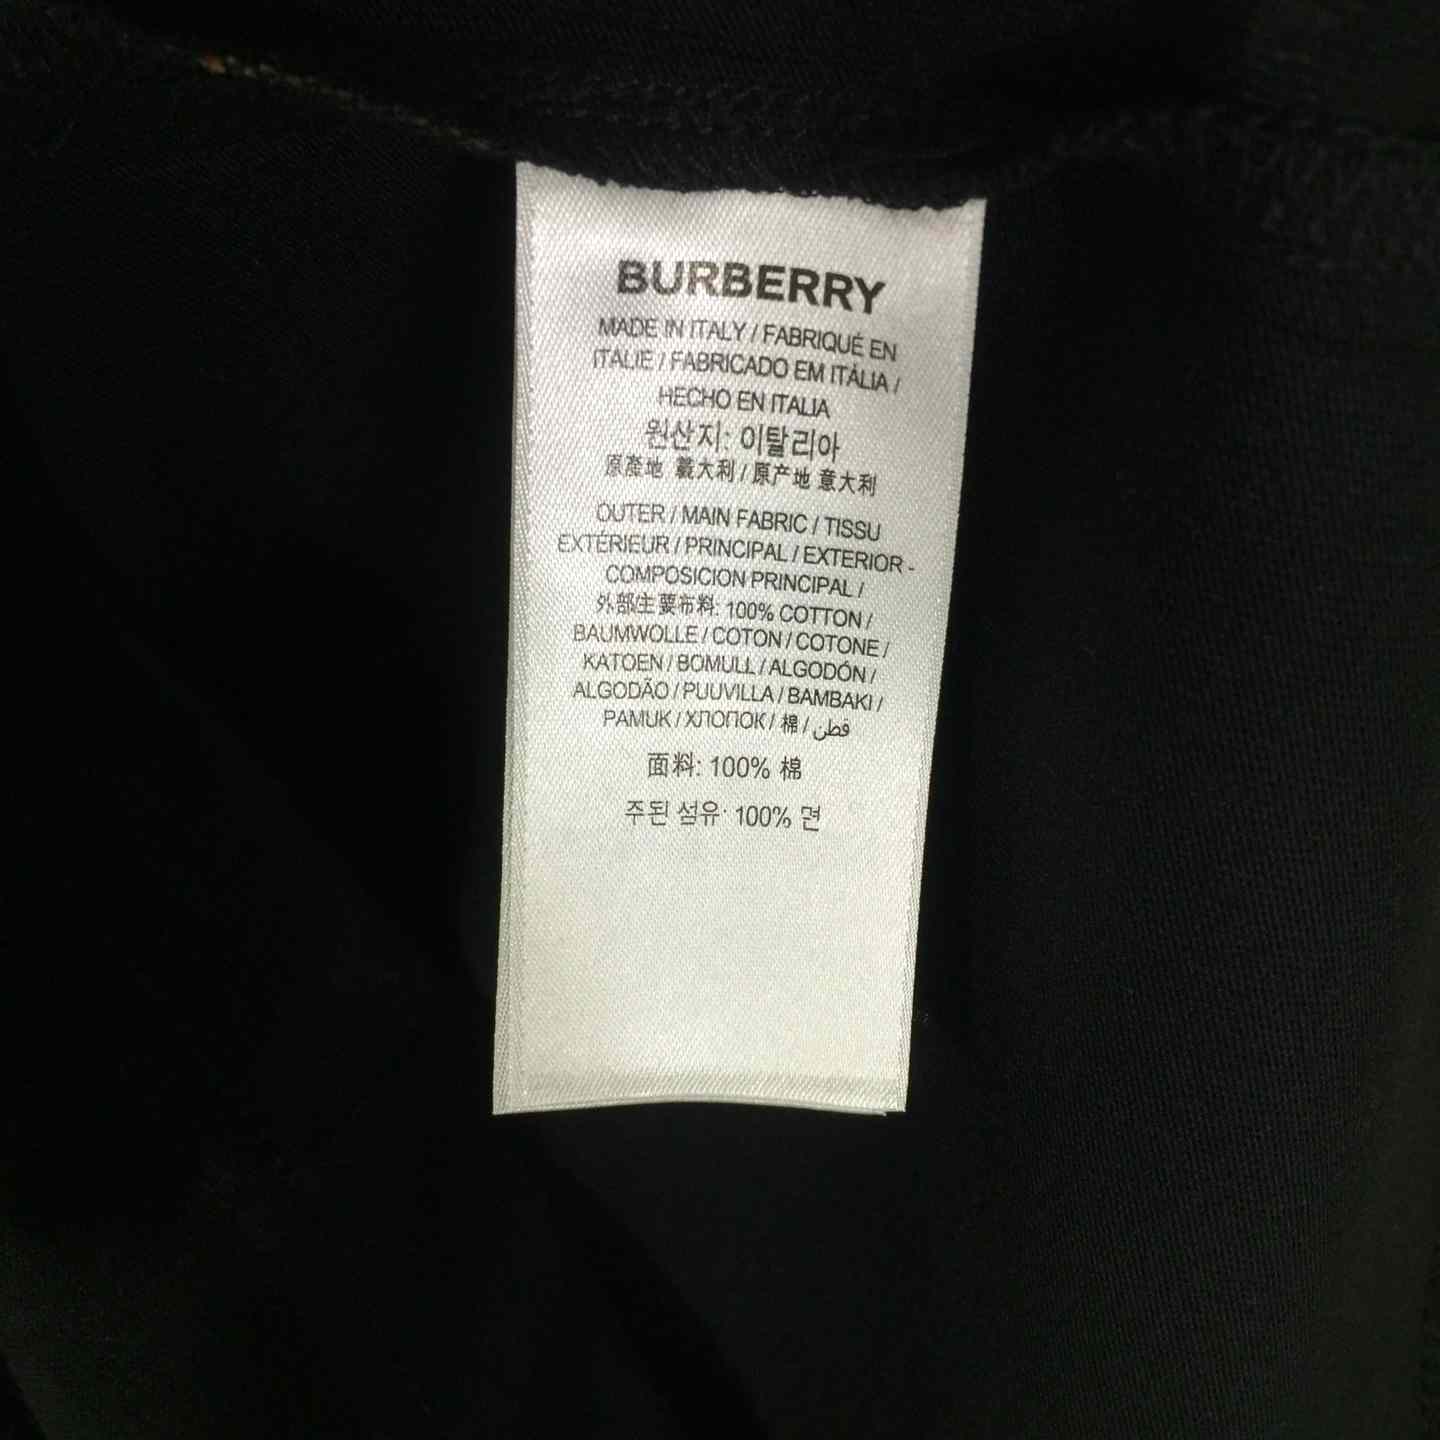 BURBERRY
MADE IN ITALY / FABRIQUÉ EN
ITALIE / FABRICADO EM ITÁLIA /
HECHO EN ITALIA
원산지: 이탈리아
原產地 義大利 / 原产地 意大利
OUTER / MAIN FABRIC / TISSU
EXTÉRIEUR / PRINCIPAL / EXTERIOR -
COMPOSICION PRINCIPAL /
外部主要布料: 100% COTTON /
BAUMWOLLE / COTON / COTONE /
KATOEN / BOMULL / ALGODÓN /
ALGODÃO / PUUVILLA / BAMBAKI /
PAMUK / ХЛОПОК / 棉 / قطن
面料: 100% 棉
주된 섬유: 100% 면